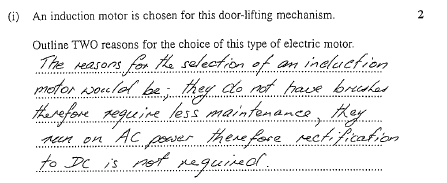 (i) An induction motor is chosen for this door-lifting mechanism. 2
Outline TWO reasons for the choice of this type of electric motor.
The reasons for the selection of an induction
motor would be; they do not have brushes
therefore require less maintenance, they
run on AC power therefore rectification
to DC is not required.